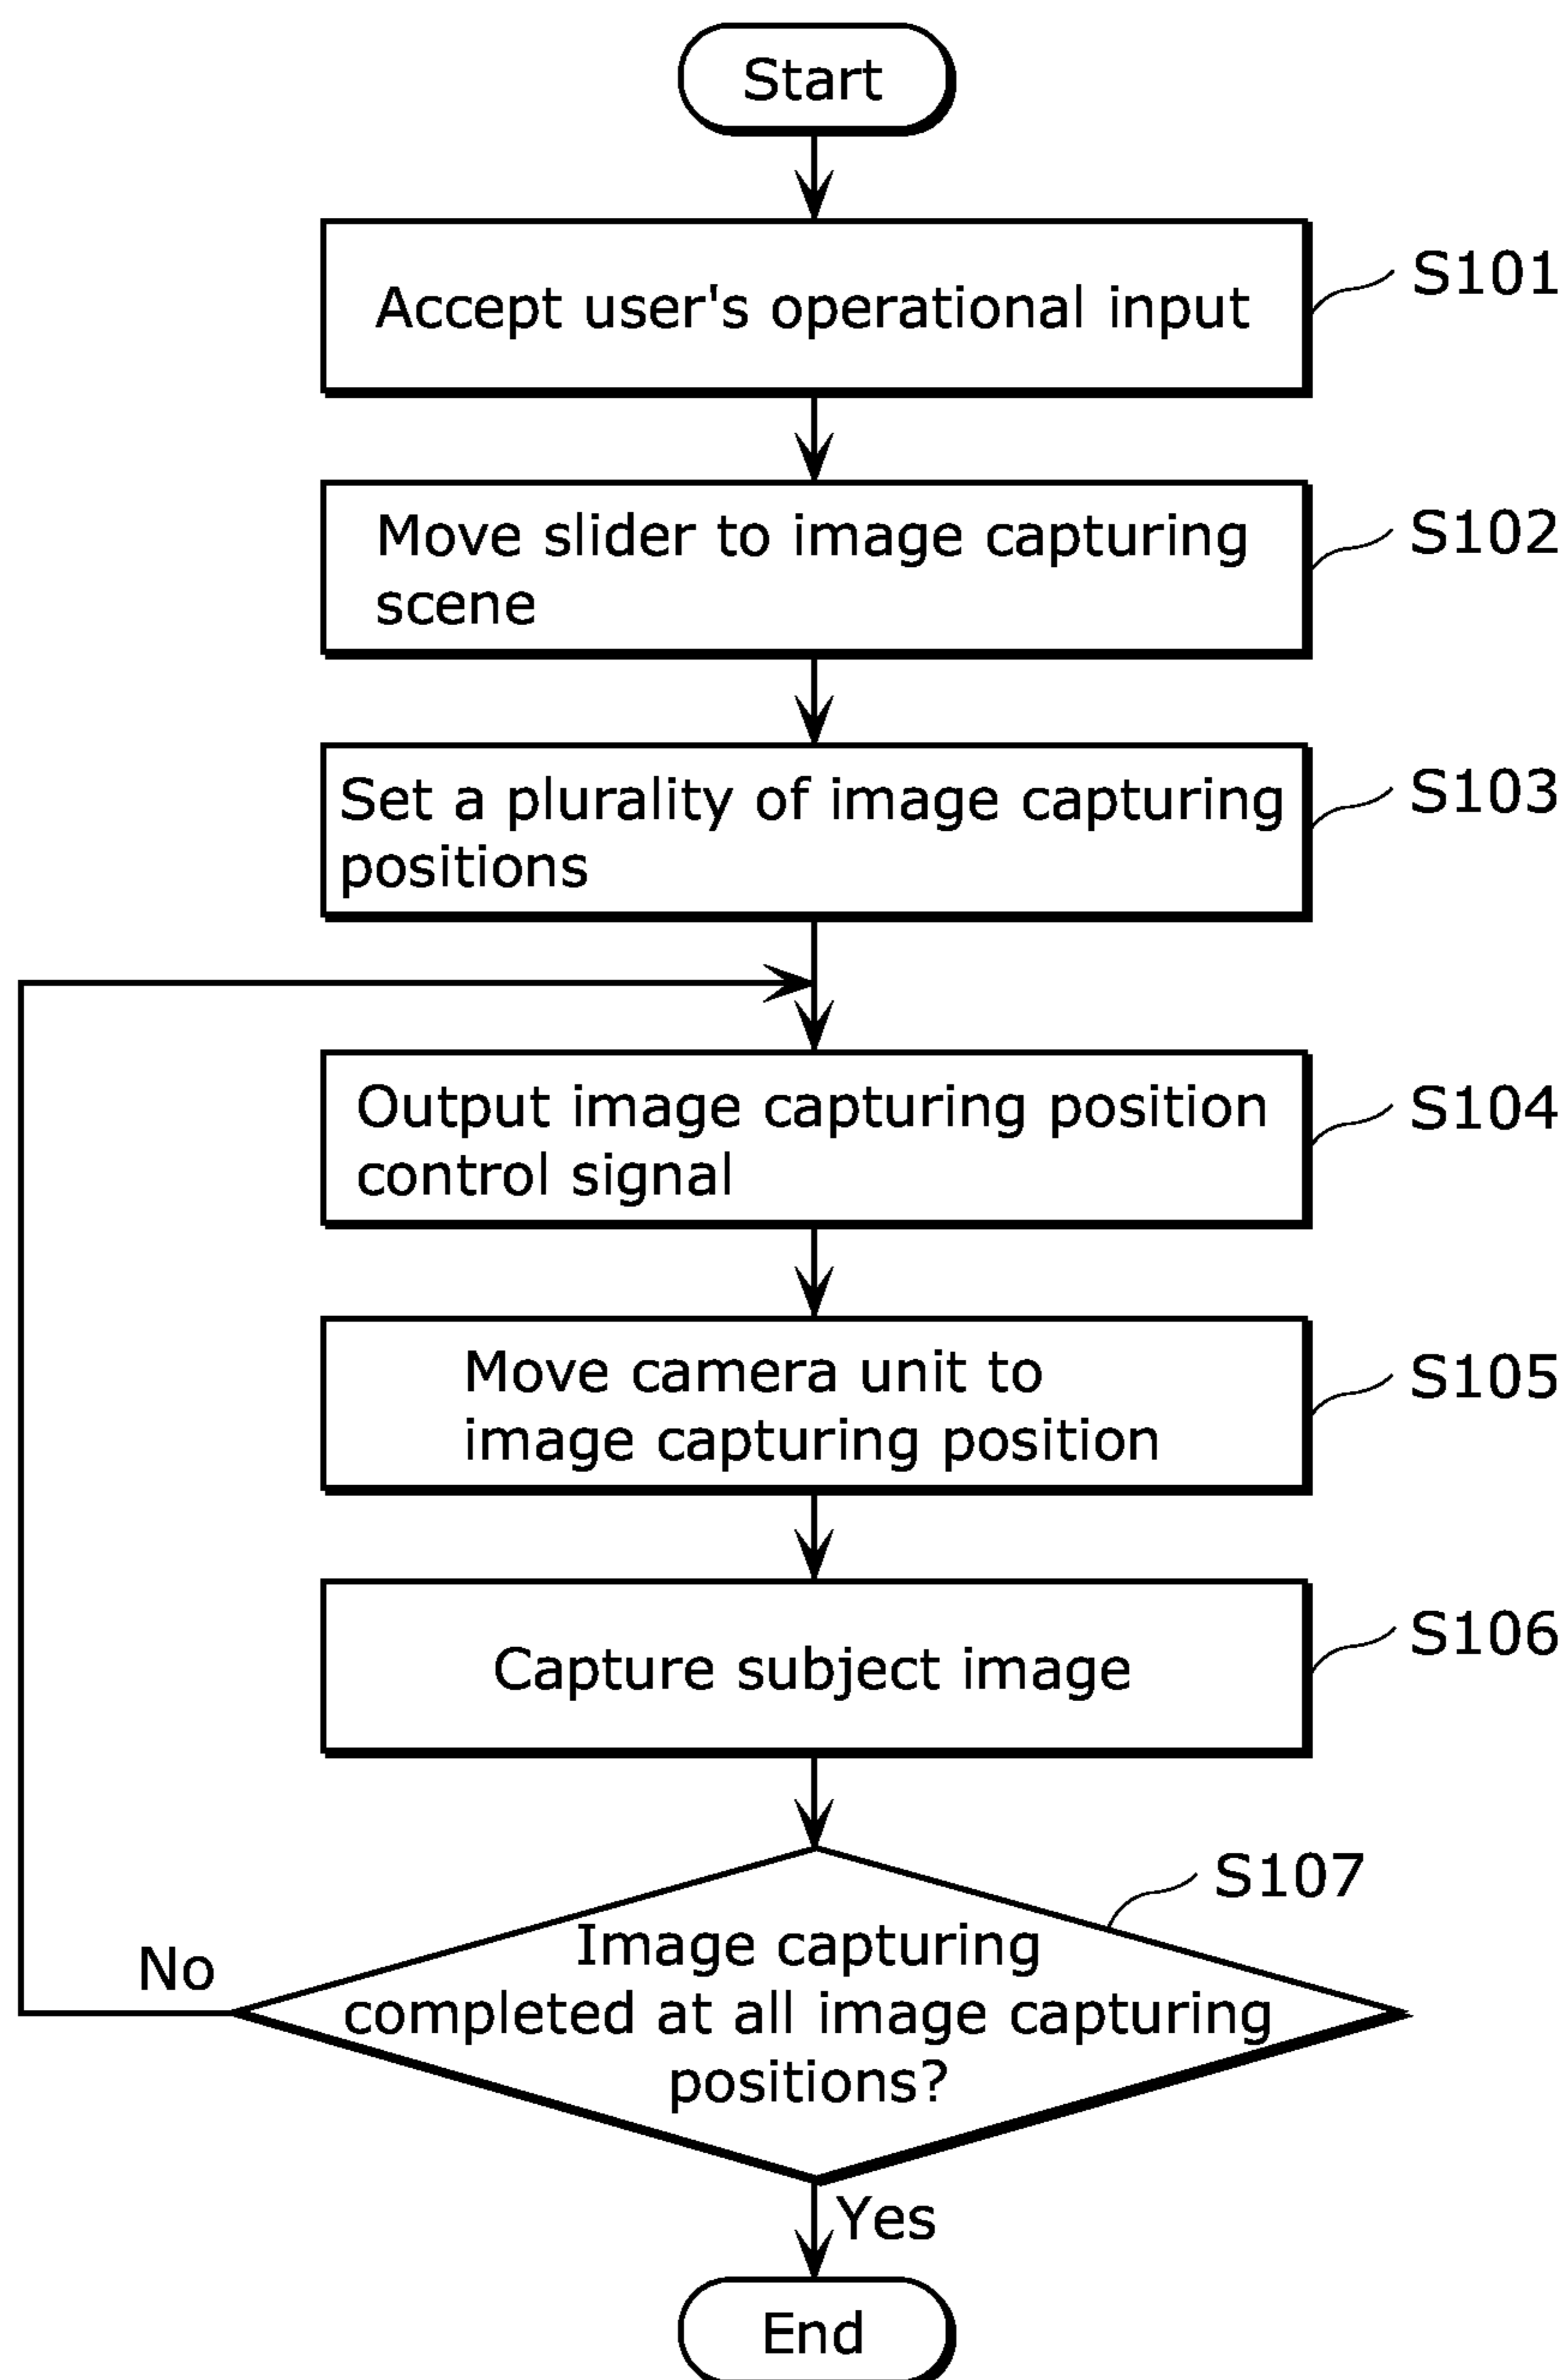 Start
Accept user's operational input
S101
Move slider to image capturing
scene
S102
Set a plurality of image capturing
positions
S103
Output image capturing position
control signal
S104
Move camera unit to
image capturing position
S105
Capture subject image
S106
S107
Image capturing
completed at all image capturing
positions?
No
Yes
End